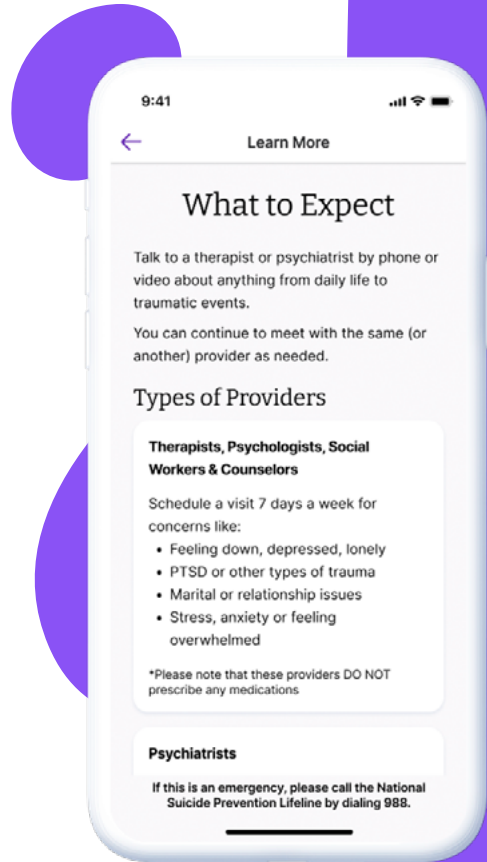 9:41
Learn More
What to Expect
Talk to a therapist or psychiatrist by phone or
video about anything from daily life to
traumatic events.
You can continue to meet with the same (or
another) provider as needed.
Types of Providers
Therapists, Psychologists, Social
Workers & Counselors
Schedule a visit 7 days a week for
concerns like:
• Feeling down, depressed, lonely
• PTSD or other types of trauma
• Marital or relationship issues
• Stress, anxiety or feeling
overwhelmed
*Please note that these providers DO NOT
prescribe any medications
Psychiatrists
If this is an emergency, please call the National
Suicide Prevention Lifeline by dialing 988.